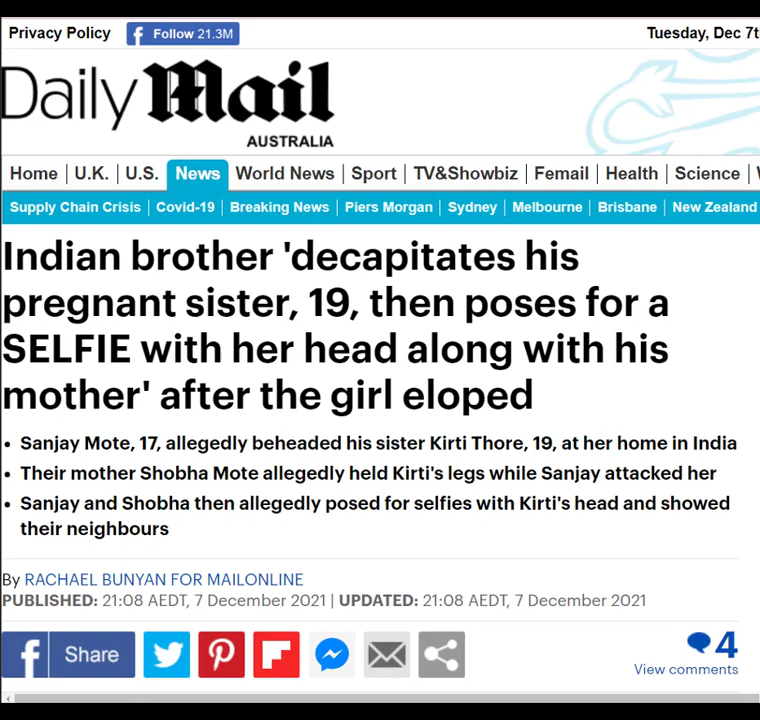 Privacy Policy Follow 21.3M Tuesday, Dec 7t
Daily Mail
AUSTRALIA
Home U.K. U.S. News World News Sport TV&Showbiz Femail Health Science
Supply Chain Crisis Covid-19 Breaking News Piers Morgan Sydney Melbourne Brisbane New Zealand
Indian brother 'decapitates his
pregnant sister, 19, then poses for a
SELFIE with her head along with his
mother' after the girl eloped
• Sanjay Mote, 17, allegedly beheaded his sister Kirti Thore, 19, at her home in India
• Their mother Shobha Mote allegedly held Kirti's legs while Sanjay attacked her
• Sanjay and Shobha then allegedly posed for selfies with Kirti's head and showed
their neighbours
By RACHAEL BUNYAN FOR MAILONLINE
PUBLISHED: 21:08 AEDT, 7 December 2021 | UPDATED: 21:08 AEDT, 7 December 2021
Share 4
View comments